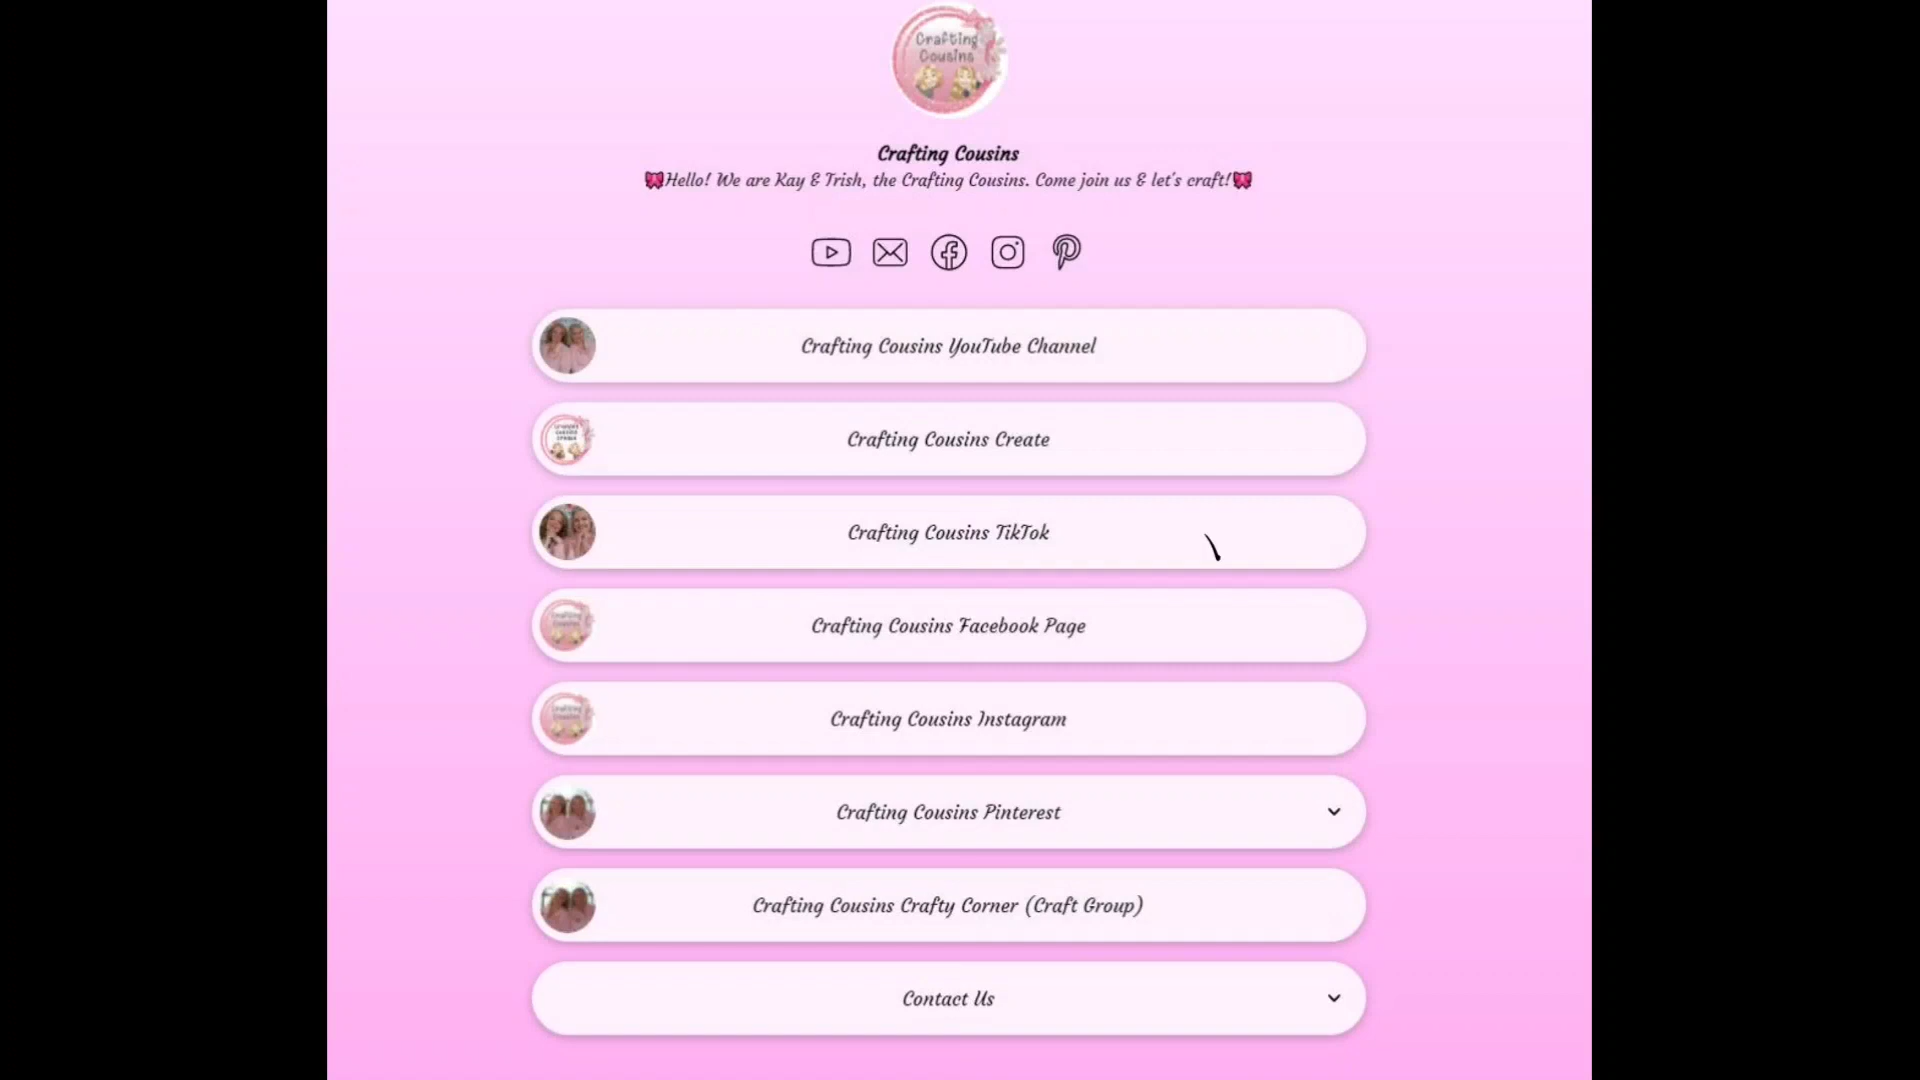 Crafting
Cousins
Crafting Cousins
Hello! We are Kay & Trish, the Crafting Cousins. Come join us & let's craft!
Crafting Cousins YouTube Channel
Crafting Cousins Create
Crafting Cousins TikTok
Crafting Cousins Facebook Page
Crafting Cousins Instagram
Crafting Cousins Pinterest
Crafting Cousins Crafty Corner (Craft Group)
Contact Us